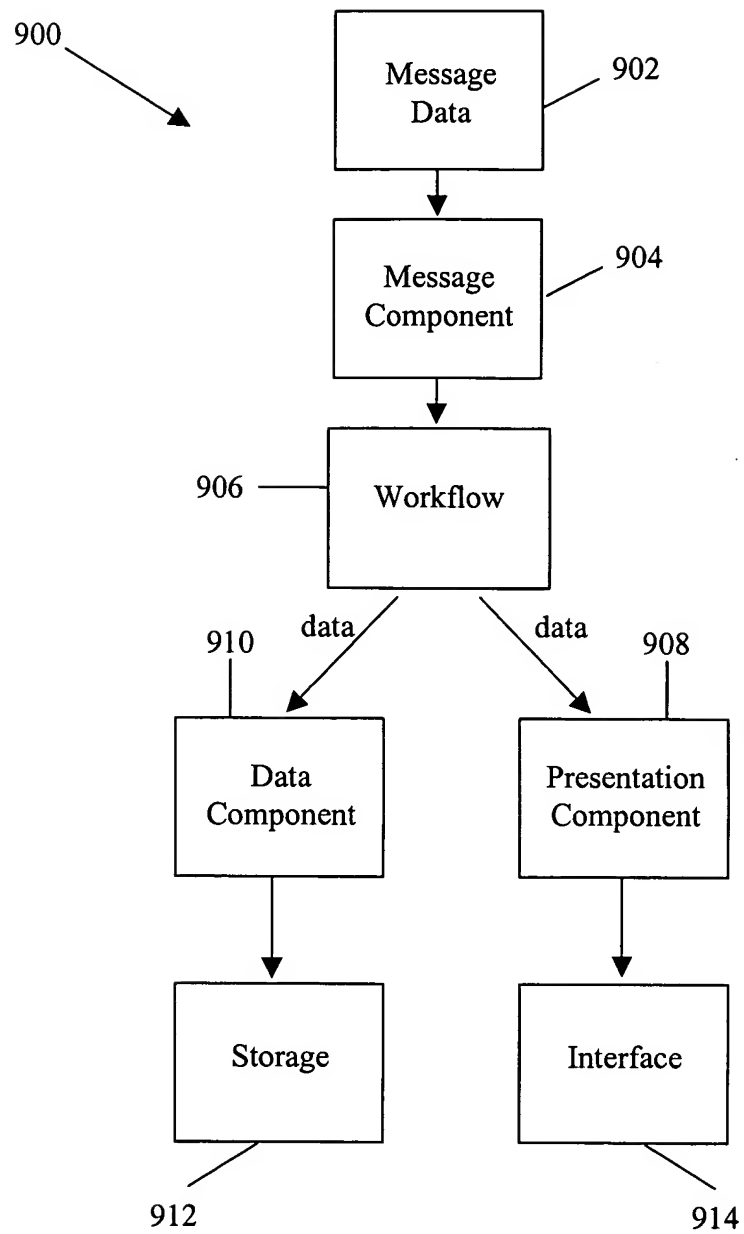 900
Message
Data
902
Message
Component
904
906
Workflow
data
data
910
908
Data
Component
Presentation
Component
Storage
Interface
912
914